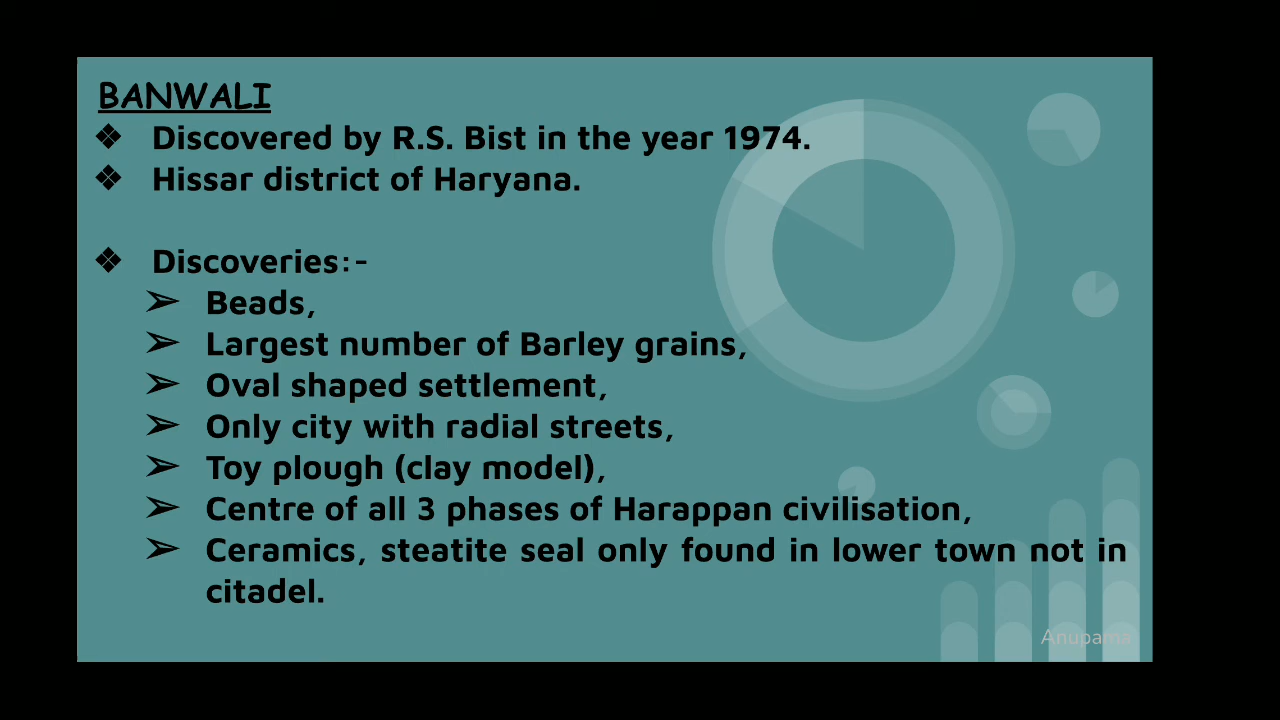 BANWALI
❖ Discovered by R.S. Bist in the year 1974.
❖ Hissar district of Haryana.
❖ Discoveries:-
➢ Beads,
➢ Largest number of Barley grains,
➢ Oval shaped settlement,
➢ Only city with radial streets,
➢ Toy plough (clay model),
➢ Centre of all 3 phases of Harappan civilisation,
➢ Ceramics, steatite seal only found in lower town not in
citadel.
Anupama